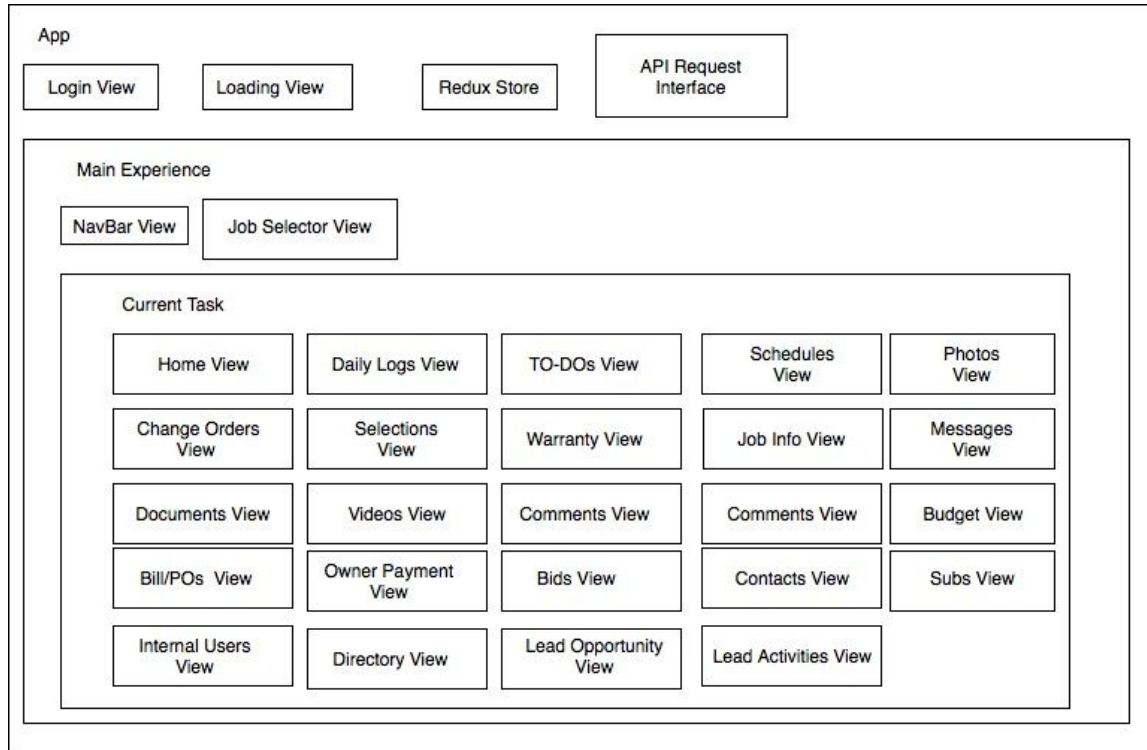 App
Login View
Loading View
Redux Store
API Request
Interface
Main Experience
NavBar View
Job Selector View
Current Task
Home View
Daily Logs View
TO-DOs View
Schedules
View
Photos
View
Change Orders
View
Selections
View
Warranty View
Job Info View
Messages
View
Documents View
Videos View
Comments View
Comments View
Budget View
Bill/POs View
Owner Payment
View
Bids View
Contacts View
Subs View
Internal Users
View
Directory View
Lead Opportunity
View
Lead Activities View